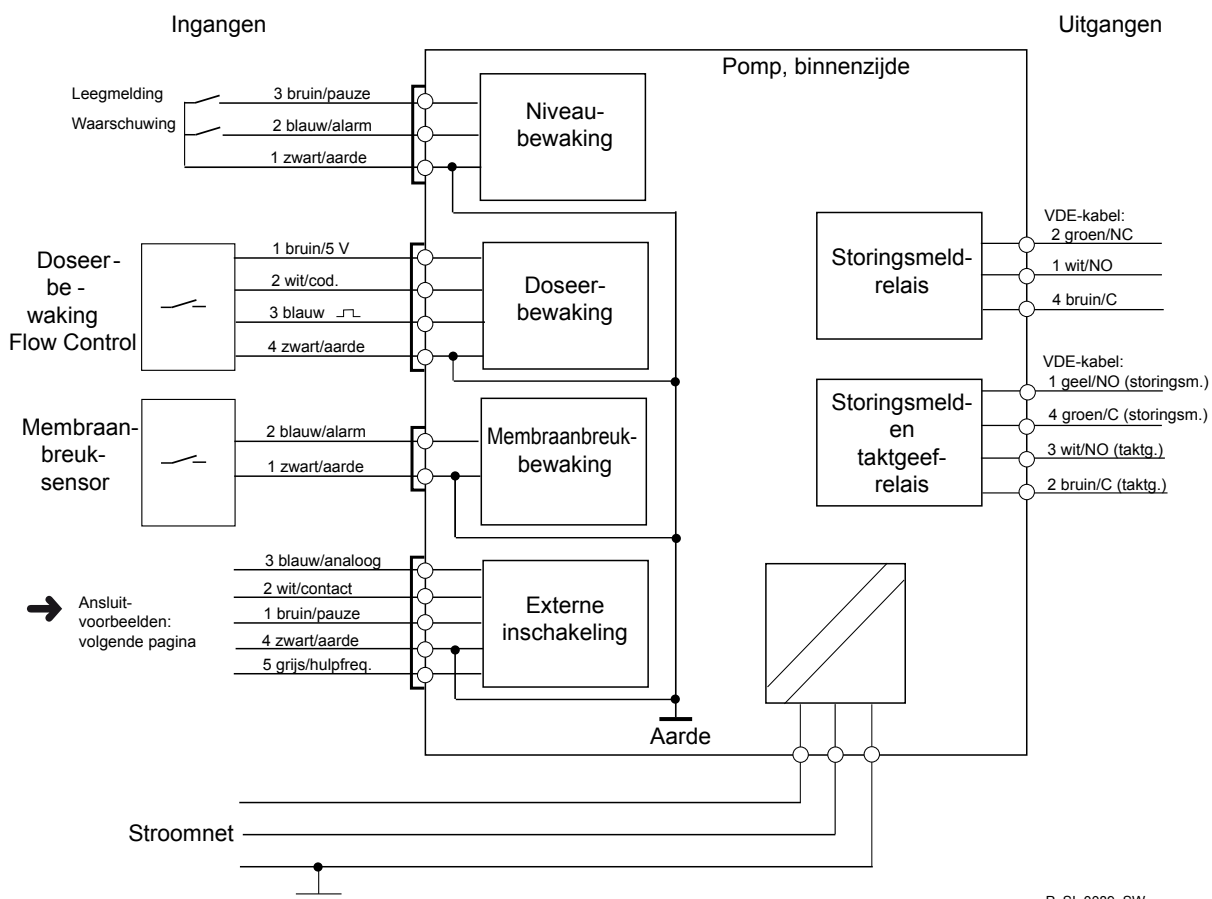 Ingangen
Uitgangen
Pomp, binnenzijde
Leegmelding
Waarschuwing
3 bruin/pauze
2 blauw/alarm
1 zwart/aarde
Niveau-
bewaking
Doseer-
be -
waking
Flow Control
1 bruin/5 V
2 wit/cod.
3 blauw
4 zwart/aarde
Doseer-
bewaking
Membraan-
breuk-
sensor
2 blauw/alarm
1 zwart/aarde
Membraanbreuk-
bewaking
Ansluit-
voorbeelden:
volgende pagina
3 blauw/analoog
2 wit/contact
1 bruin/pauze
4 zwart/aarde
5 grijs/hulpfreq.
Externe
inschakeling
Aarde
Storingsmeld-
relais
VDE-kabel:
2 groen/NC
1 wit/NO
4 bruin/C
Storingsmeld-
en
taktgeef-
relais
VDE-kabel:
1 geel/NO (storingsm.)
4 groen/C (storingsm.)
3 wit/NO (taktg.)
2 bruin/C (taktg.)
Stroomnet